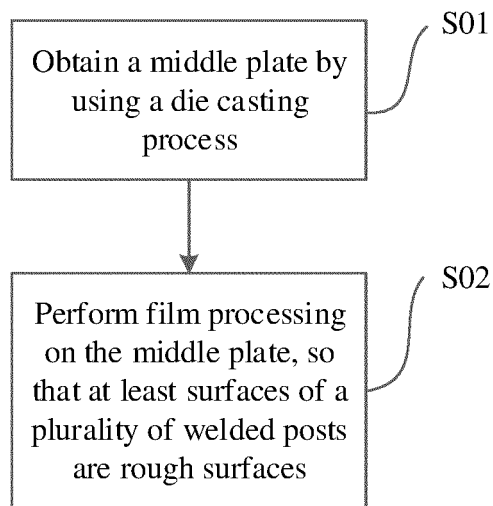 S01
Obtain a middle plate by
using a die casting
process
S02
Perform film processing
on the middle plate, so
that at least surfaces of a
plurality of welded posts
are rough surfaces